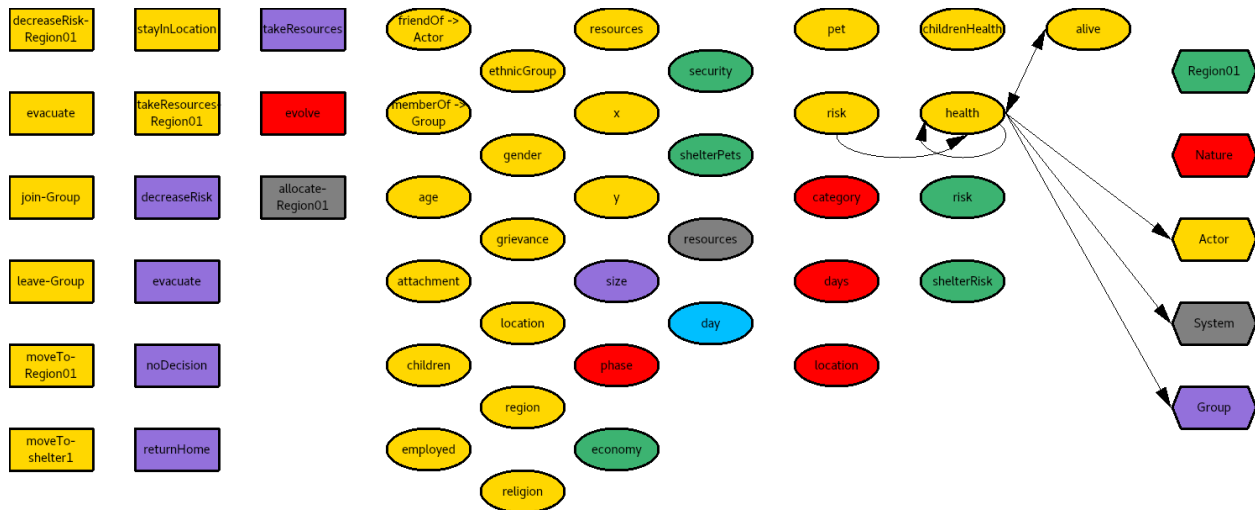 decreaseRisk-
Region01
stayInLocation
takeResources
friendOf ->
Actor
resources
pet
childrenHealth
alive
ethnicGroup
security
Region01
evacuate
takeResources-
Region01
evolve
memberOf ->
Group
x
risk
health
gender
shelterPets
Nature
join-Group
decreaseRisk
allocate-
Region01
age
y
category
risk
grievance
resources
Actor
leave-Group
evacuate
attachment
size
days
shelterRisk
location
day
System
moveTo-
Region01
noDecision
children
phase
location
region
Group
moveTo-
shelter1
returnHome
employed
economy
religion